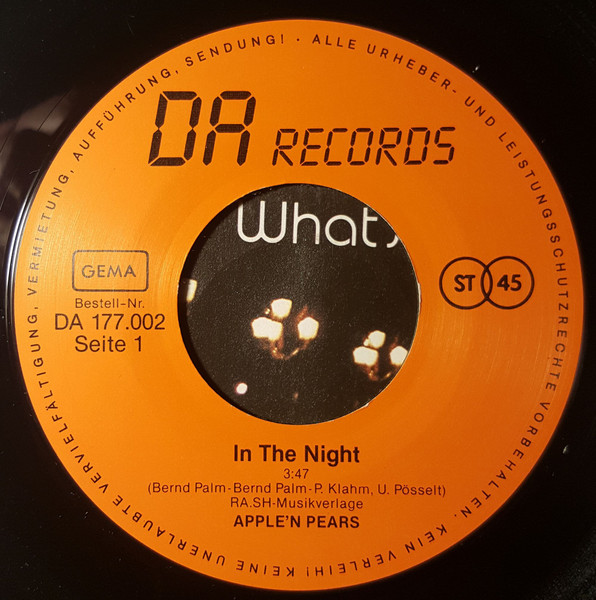 ALLE URHEBER- UND LEISTUNGSSCHUTZRECHTE VORBEHALTEN. KEIN VERLEIH! KEINE UNERLAUBTE VERVIELFÄLTIGUNG, VERMIETUNG, AUFFÜHRUNG, SENDUNG! ·
DA RECORDS
What's
GEMA
Bestell-Nr.
DA 177.002
Seite 1
ST 45
In The Night
3:47
(Bernd Palm-Bernd Palm-P. Klahm, U. Pösselt)
RA.SH-Musikverlage
APPLE'N PEARS